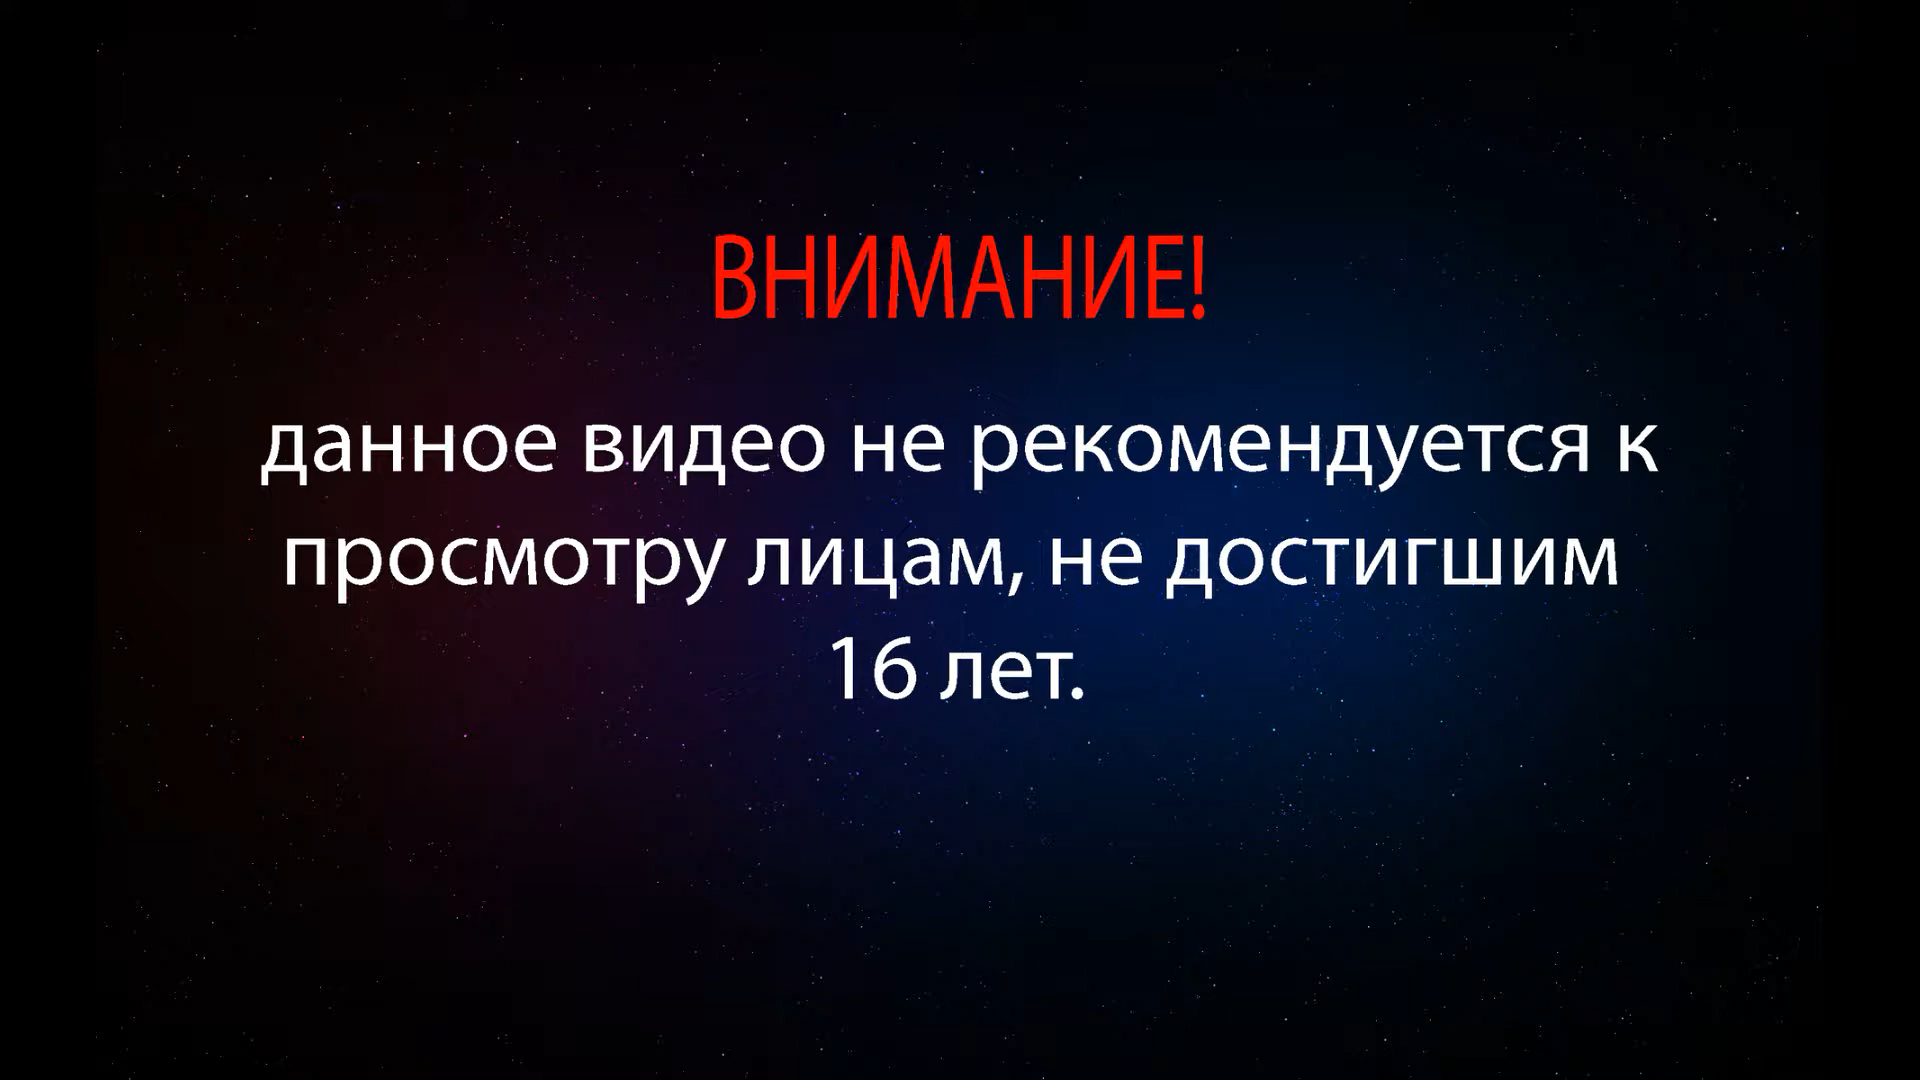 ВНИМАНИЕ!
данное видео не рекомендуется к
просмотру лицам, не достигшим
16 лет.